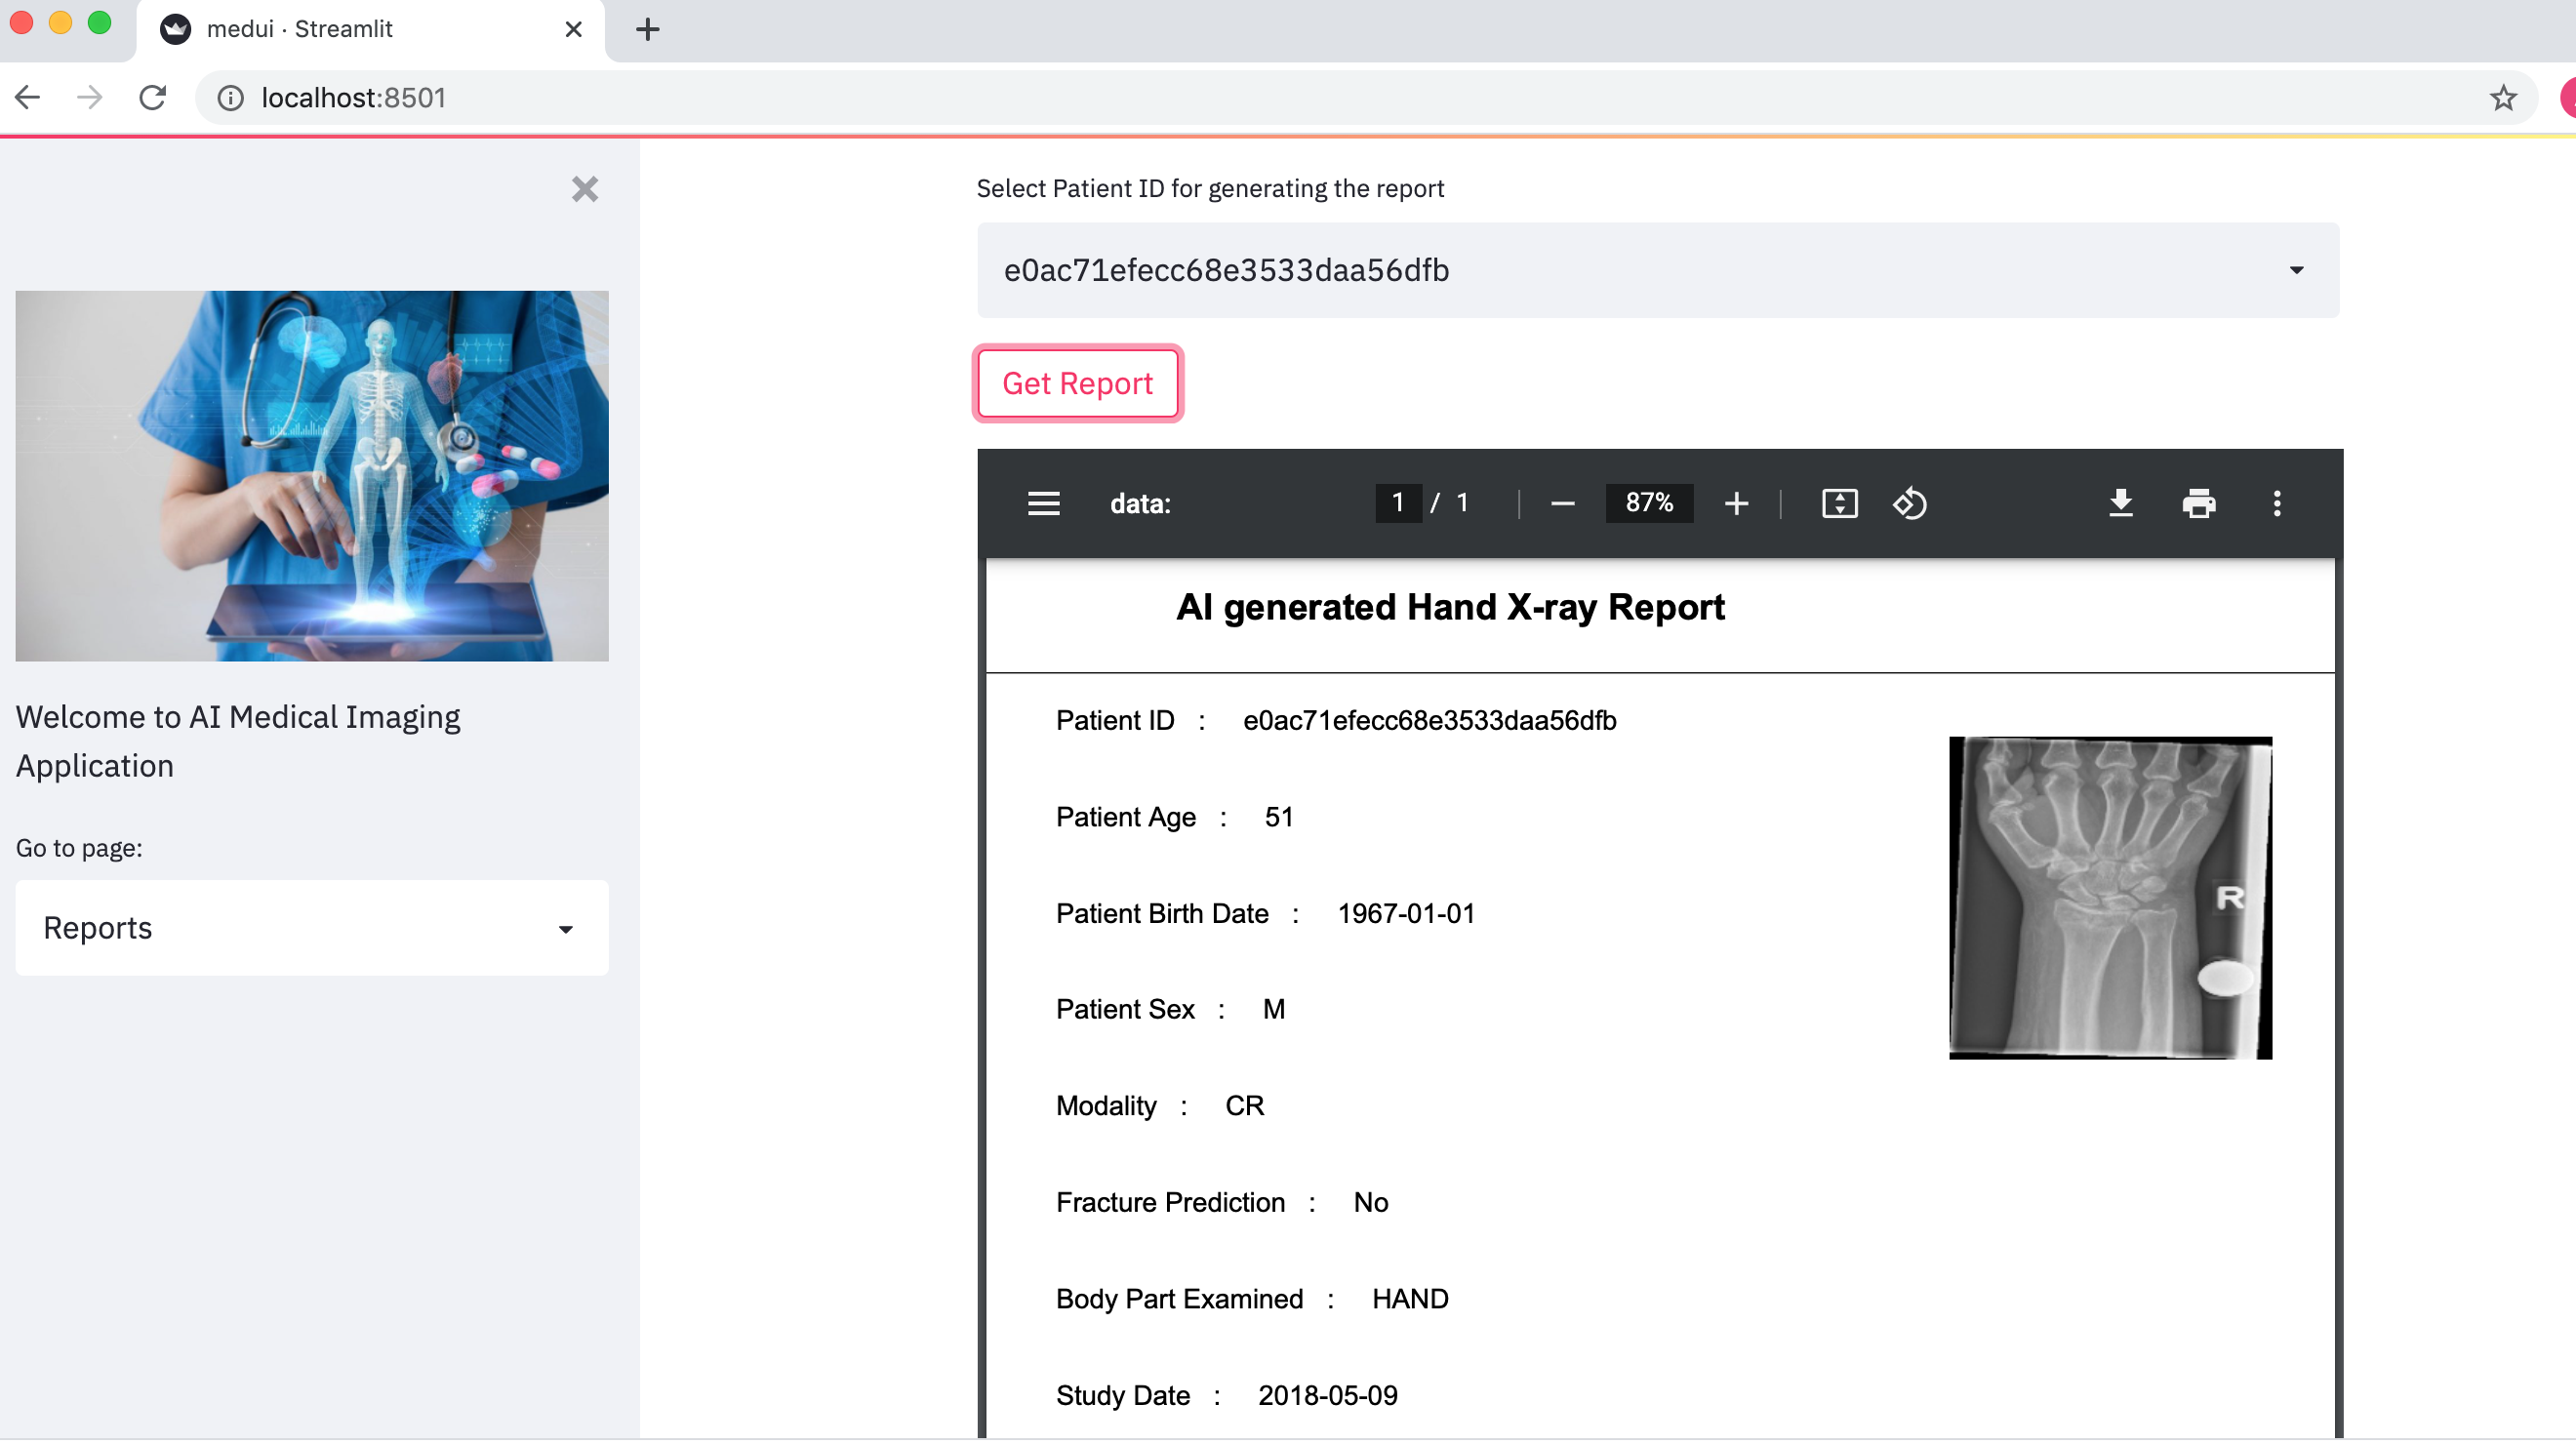 medui · Streamlit
localhost:8501
Select Patient ID for generating the report
e0ac71efecc68e3533daa56dfb
Get Report
data:
1 / 1
87%
Welcome to AI Medical Imaging
Application
Go to page:
Reports
AI generated Hand X-ray Report
Patient ID : e0ac71efecc68e3533daa56dfb
Patient Age : 51
Patient Birth Date : 1967-01-01
Patient Sex : M
Modality : CR
Fracture Prediction : No
Body Part Examined : HAND
Study Date : 2018-05-09
R